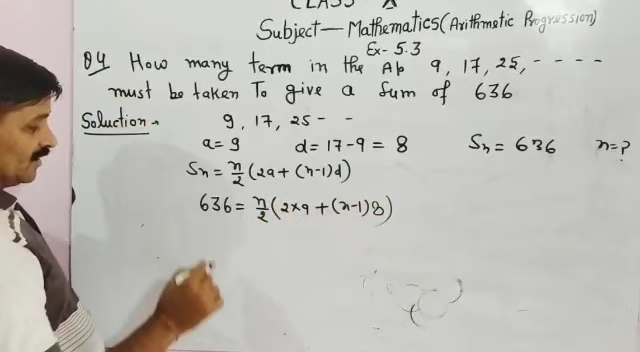 CLASS - X
Subject — Mathematics (Arithmetic Progression)
Ex- 5.3
Q4 How many term in the Ap 9, 17, 25, - - - -
must be taken To give a Sum of 636
Solution →
9, 17, 25 - -
a = 9 d = 17 - 9 = 8 Sn = 636 n = ?
Sn = n/2 (2a + (n-1)d)
636 = n/2 (2×9 + (n-1)8)